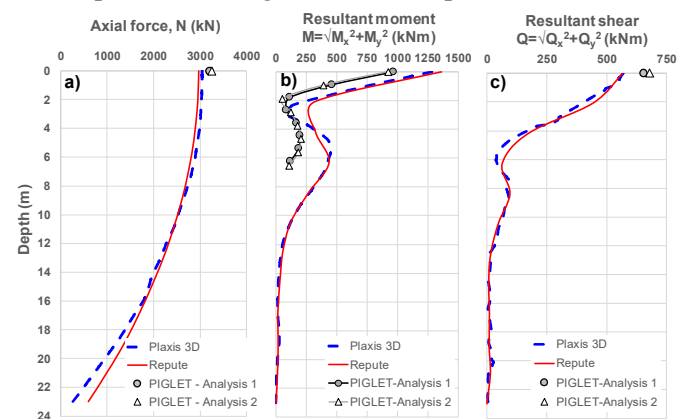 Axial force, N (kN)
0 1000 2000 3000 4000
a)
Depth (m)
0
2
4
6
8
10
12
14
16
18
20
22
24
Plaxis 3D
Repute
PIGLET - Analysis 1
PIGLET - Analysis 2
Resultant moment
M=√Mₓ²+Mᵧ² (kNm)
0 250 500 750 1000 1250 1500
b)
Plaxis 3D
Repute
PIGLET-Analysis 1
PIGLET-Analysis 2
Resultant shear
Q=√Qₓ²+Qᵧ² (kNm)
0 250 500 750
c)
Plaxis 3D
Repute
PIGLET-Analysis 1
PIGLET-Analysis 2